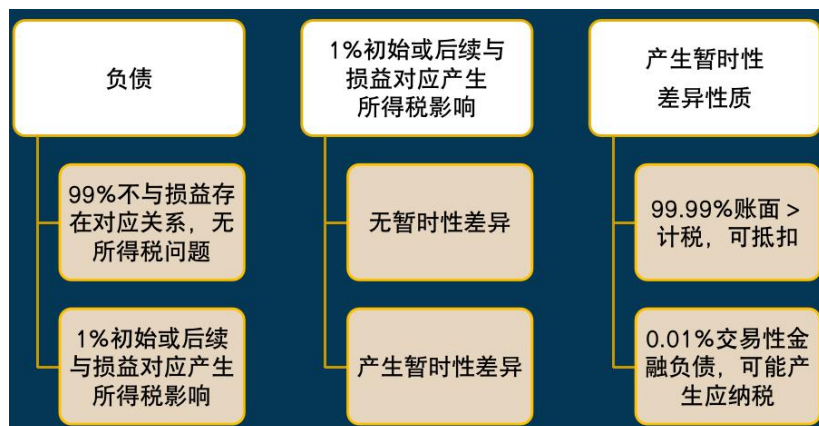 负债
99%不与损益存
在对应关系，无
所得税问题
1%初始或后续
与损益对应产生
所得税影响
1%初始或后续与
损益对应产生
所得税影响
无暂时性差异
产生暂时性差异
产生暂时性
差异性质
99.99%账面 >
计税，可抵扣
0.01%交易性金
融负债，可能产
生应纳税